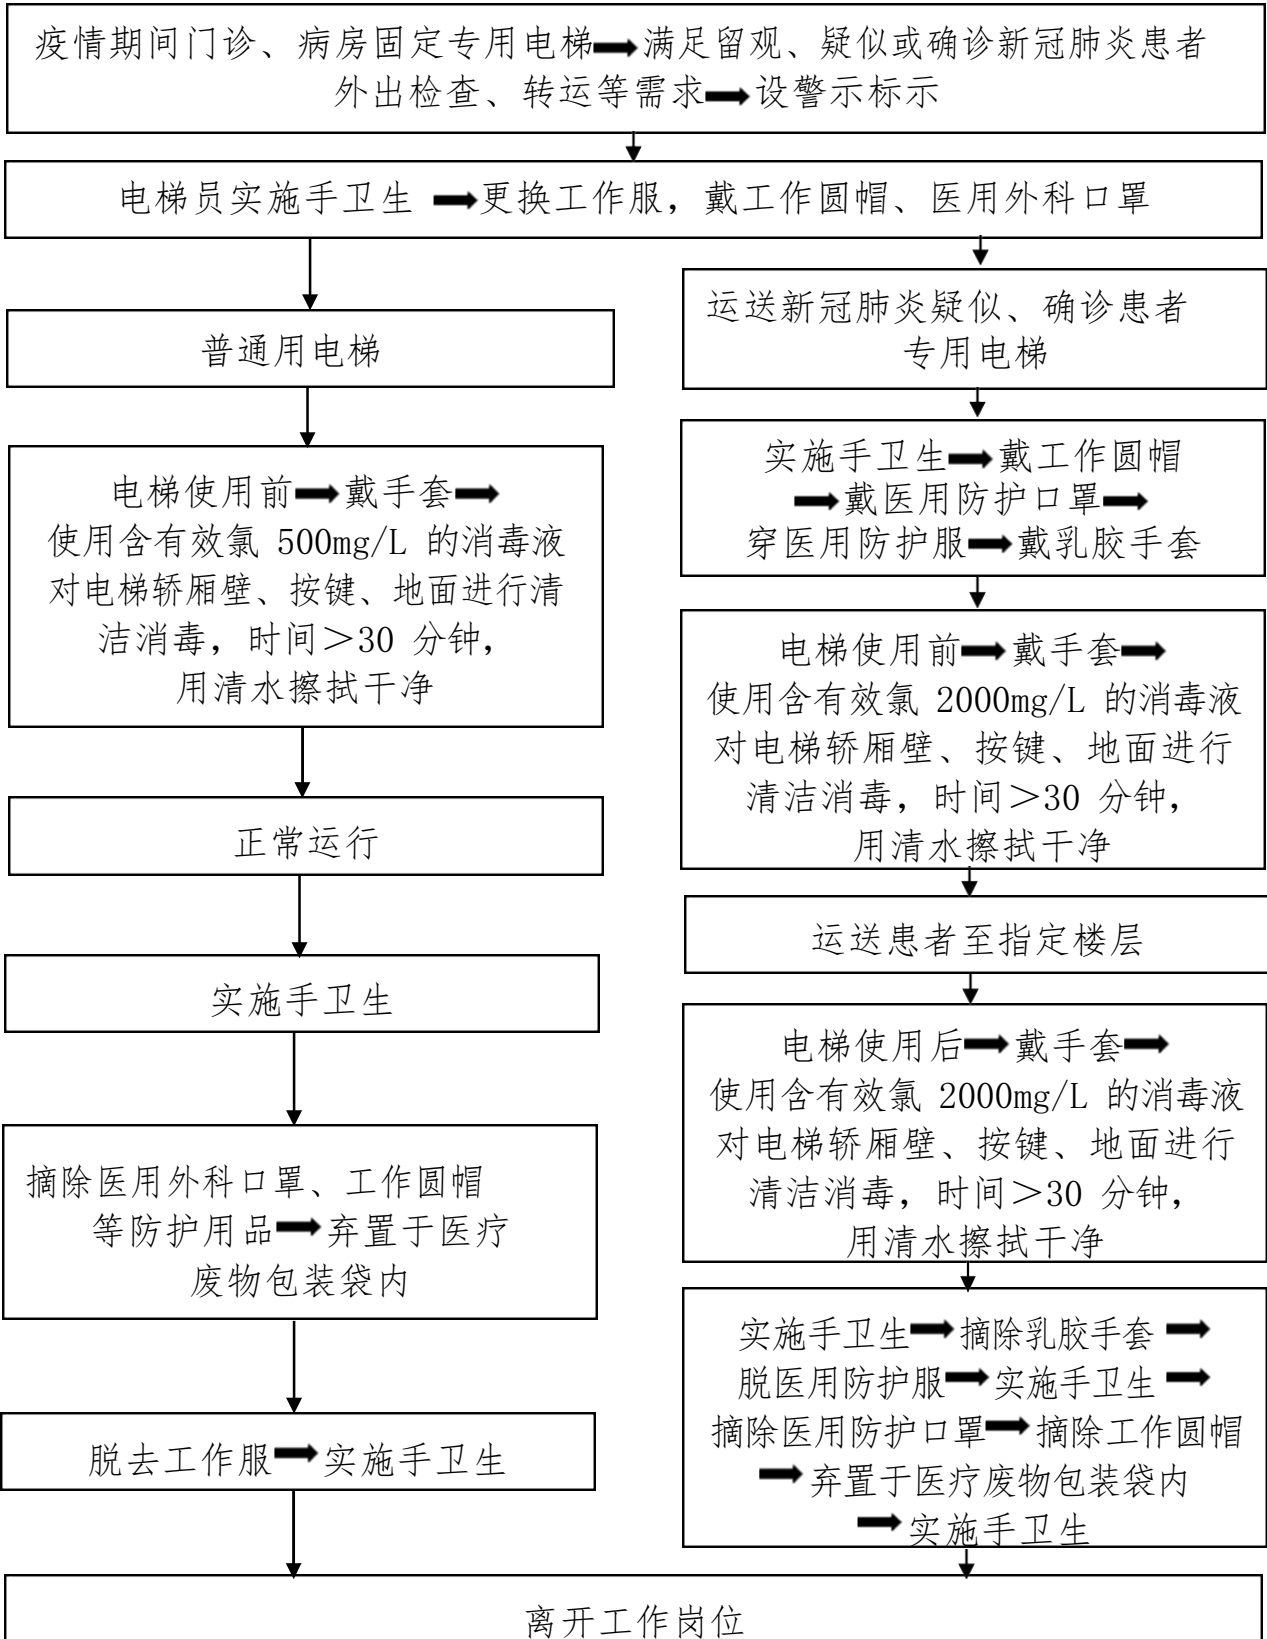 疫情期间门诊、病房固定专用电梯➡满足留观、疑似或确诊新冠肺炎患者
外出检查、转运等需求➡设警示标示
电梯员实施手卫生 ➡更换工作服，戴工作圆帽、医用外科口罩
普通用电梯
电梯使用前➡戴手套➡
使用含有效氯 500mg/L 的消毒液
对电梯轿厢壁、按键、地面进行清
洁消毒，时间＞30 分钟，
用清水擦拭干净
正常运行
实施手卫生
摘除医用外科口罩、工作圆帽
等防护用品➡弃置于医疗
废物包装袋内
脱去工作服➡实施手卫生
运送新冠肺炎疑似、确诊患者
专用电梯
实施手卫生➡戴工作圆帽
➡戴医用防护口罩➡
穿医用防护服➡戴乳胶手套
电梯使用前➡戴手套➡
使用含有效氯 2000mg/L 的消毒液
对电梯轿厢壁、按键、地面进行
清洁消毒，时间＞30 分钟，
用清水擦拭干净
运送患者至指定楼层
电梯使用后➡戴手套➡
使用含有效氯 2000mg/L 的消毒液
对电梯轿厢壁、按键、地面进行
清洁消毒，时间＞30 分钟，
用清水擦拭干净
实施手卫生➡摘除乳胶手套 ➡
脱医用防护服➡实施手卫生 ➡
摘除医用防护口罩➡摘除工作圆帽
➡弃置于医疗废物包装袋内
➡实施手卫生
离开工作岗位